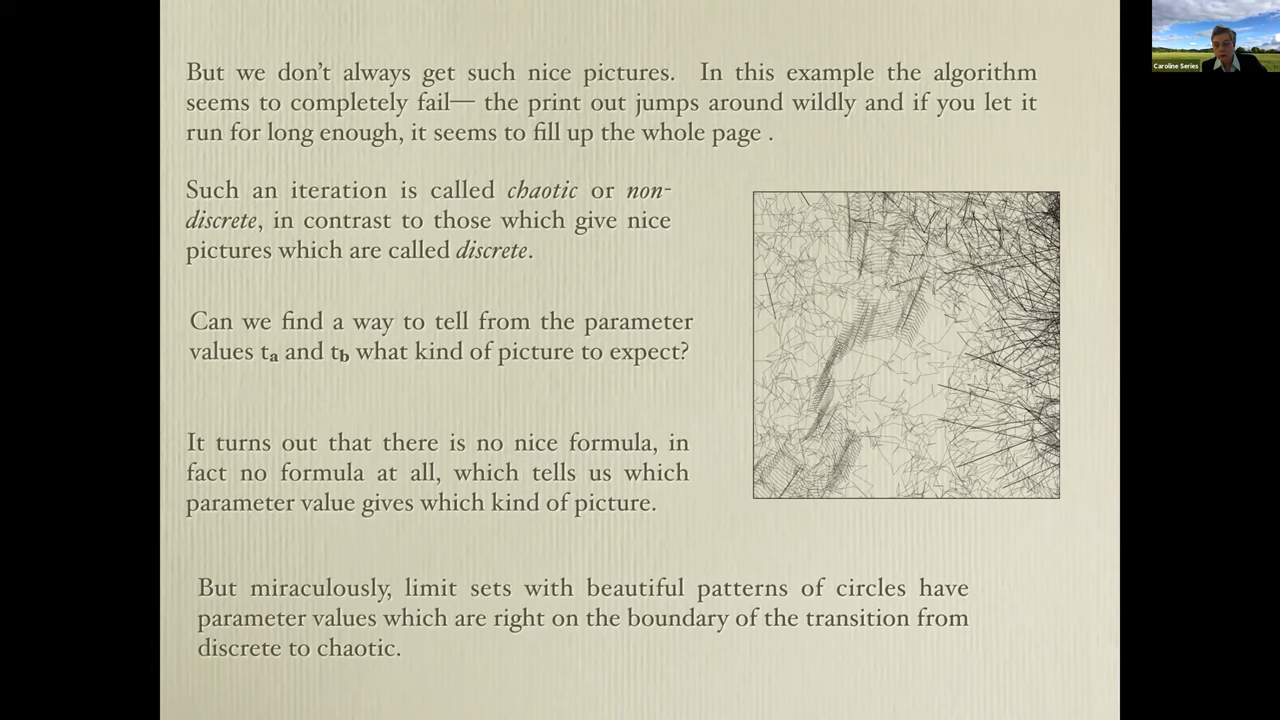 But we don't always get such nice pictures. In this example the algorithm
seems to completely fail— the print out jumps around wildly and if you let it
run for long enough, it seems to fill up the whole page .
Such an iteration is called chaotic or non-
discrete, in contrast to those which give nice
pictures which are called discrete.
Can we find a way to tell from the parameter
values ta and tb what kind of picture to expect?
It turns out that there is no nice formula, in
fact no formula at all, which tells us which
parameter value gives which kind of picture.
But miraculously, limit sets with beautiful patterns of circles have
parameter values which are right on the boundary of the transition from
discrete to chaotic.
Caroline Series